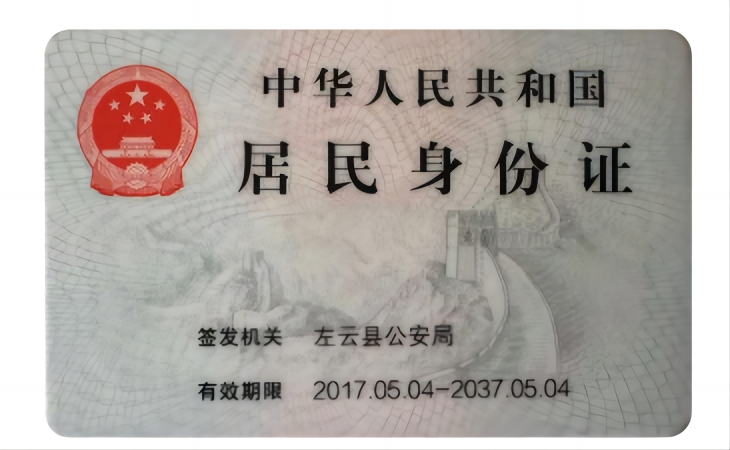 中华人民共和国
居民身份证
签发机关 左云县公安局
有效期限 2017.05.04-2037.05.04